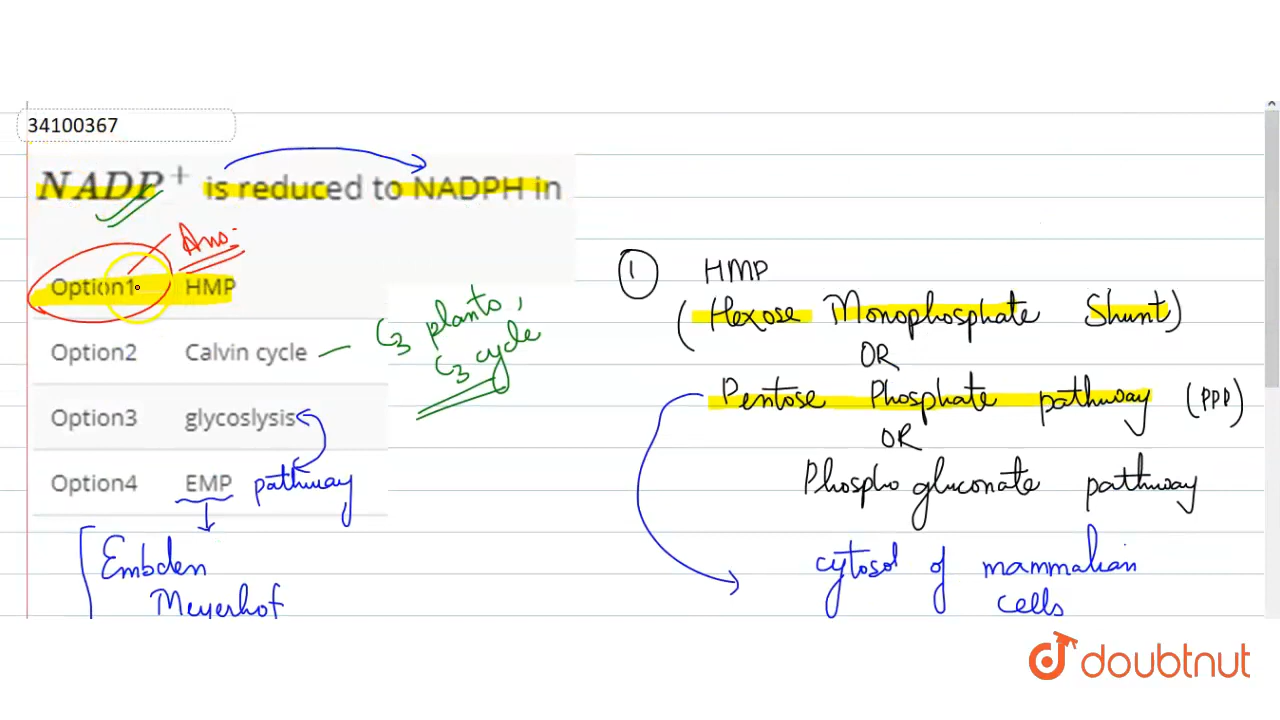 34100367
NADP+ is reduced to NADPH in
Ans:
Option1 HMP
Option2 Calvin cycle
C3 plants,
C3 cycle
Option3 glycoslysis
Option4 EMP pathway
Embden
Meyerhof
1 HMP
(Hexose Monophosphate Shunt)
OR
Pentose Phosphate pathway (PPP)
OR
Phospho gluconate pathway
cytosol of mammalian
cells
doubtnut